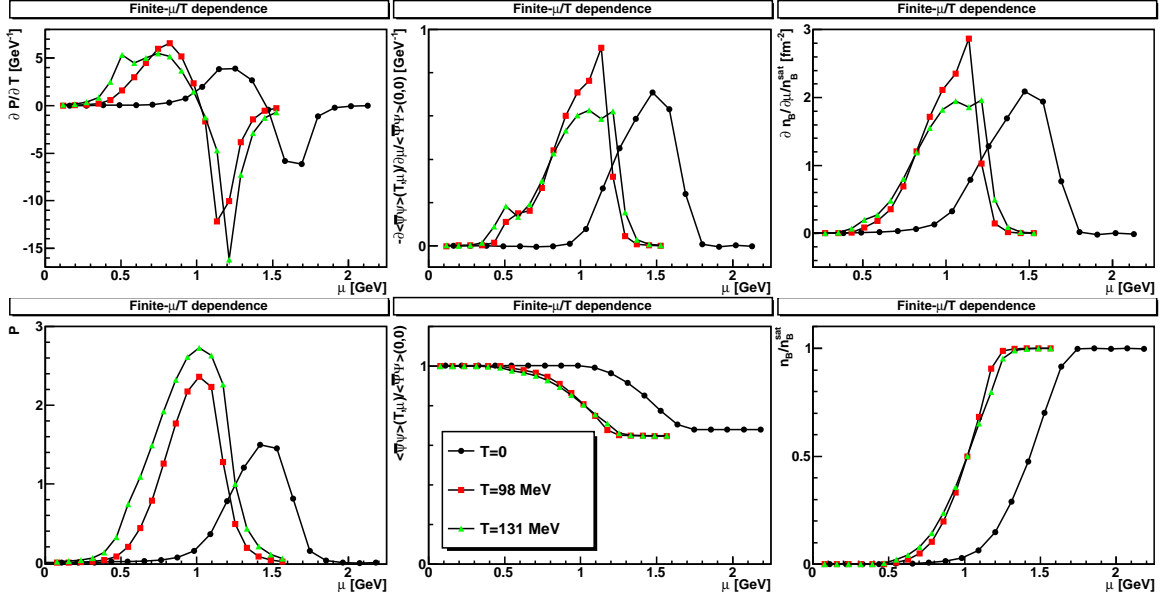 Finite-μ/T dependence
∂ P/∂ T [GeV⁻¹]
5
0
-5
-10
-15
0 0.5 1 1.5 2
μ [GeV]
Finite-μ/T dependence
-∂<Ψ̄Ψ>(T,μ)/∂μ/<Ψ̄Ψ>(0,0) [GeV⁻¹]
1
0
0 0.5 1 1.5 2
μ [GeV]
Finite-μ/T dependence
∂ n_B/∂μ/n_B^sat [fm⁻²]
3
2
1
0
0.5 1 1.5 2
μ [GeV]
Finite-μ/T dependence
P
3
2
1
0
0 0.5 1 1.5 2
μ [GeV]
Finite-μ/T dependence
<Ψ̄Ψ>(T,μ)/<Ψ̄Ψ>(0,0)
1
0
0 0.5 1 1.5 2
μ [GeV]
T=0
T=98 MeV
T=131 MeV
Finite-μ/T dependence
n_B/n_B^sat
1
0.5
0
0 0.5 1 1.5 2
μ [GeV]